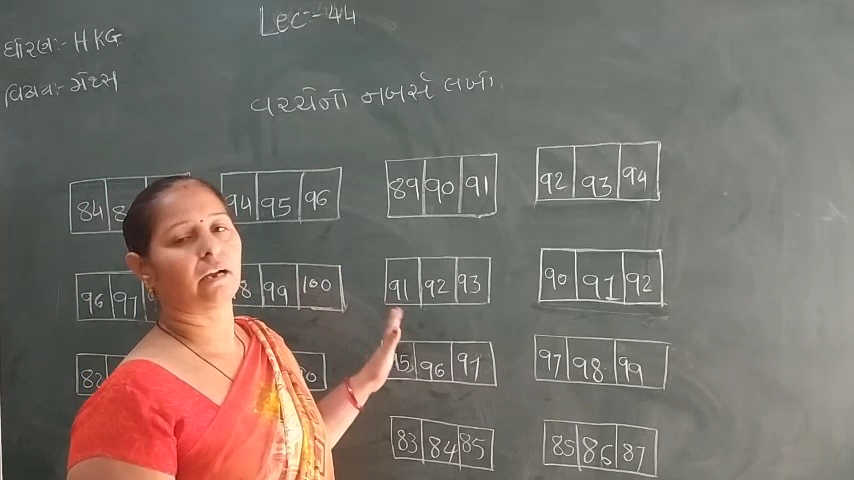 Lec:-44
ધોરણ:- HKG
વિષય:- મેથ્સ
વચ્ચેનો નબર્સ લખો.
84 94 95 96 89 90 91 92 93 94
96 97 99 100 91 92 93 90 91 92
82 95 96 97 97 98 99
83 84 85 85 86 87